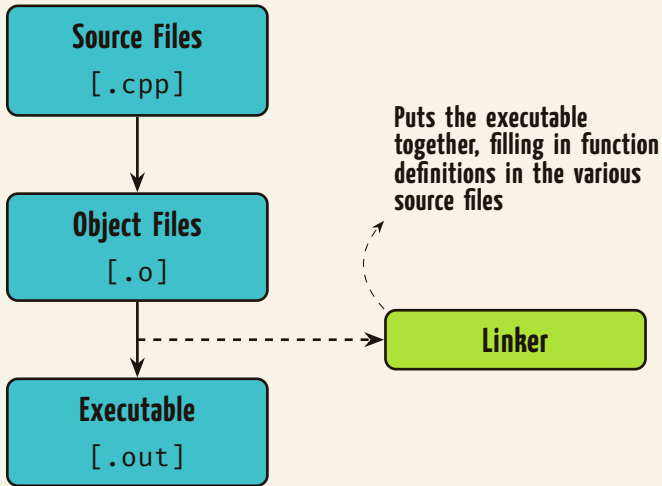 Source Files
[.cpp]
Puts the executable
together, filling in function
definitions in the various
source files
Object Files
[.o]
Linker
Executable
[.out]